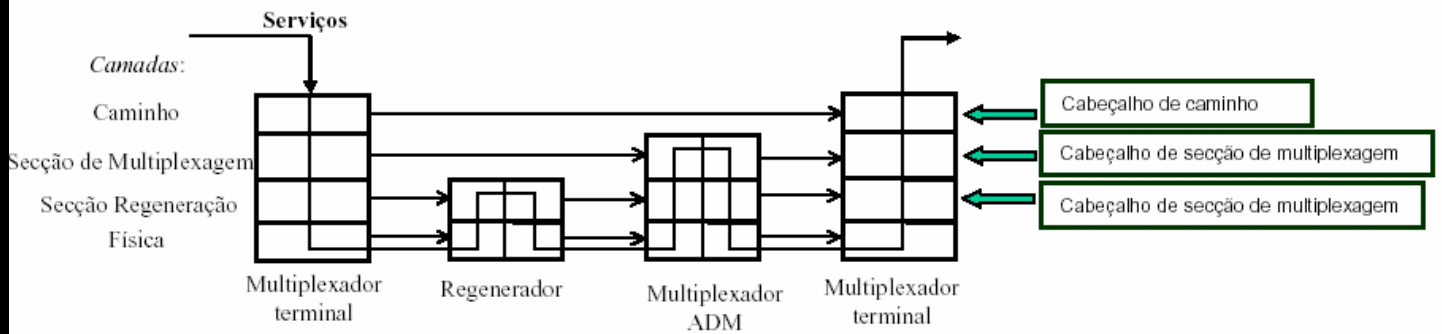 Serviços
Camadas:
Caminho
Cabeçalho de caminho
Secção de Multiplexagem
Cabeçalho de secção de multiplexagem
Secção Regeneração
Cabeçalho de secção de multiplexagem
Física
Multiplexador
terminal
Regenerador
Multiplexador
ADM
Multiplexador
terminal